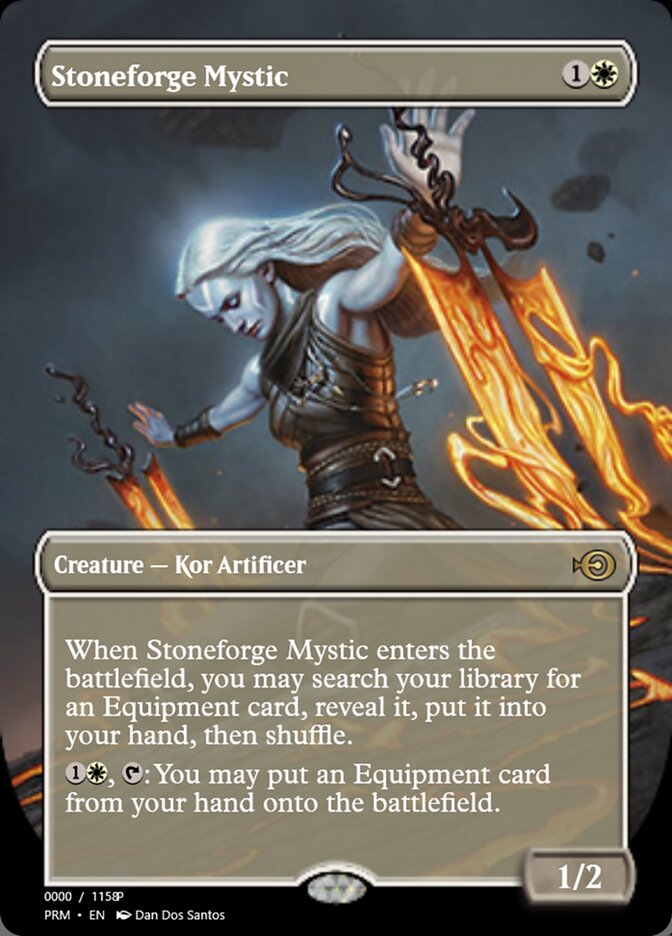 Stoneforge Mystic 1
Creature — Kor Artificer
When Stoneforge Mystic enters the
battlefield, you may search your library for
an Equipment card, reveal it, put it into
your hand, then shuffle.
1, : You may put an Equipment card
from your hand onto the battlefield.
1/2
0000 / 1158P
PRM • EN Dan Dos Santos